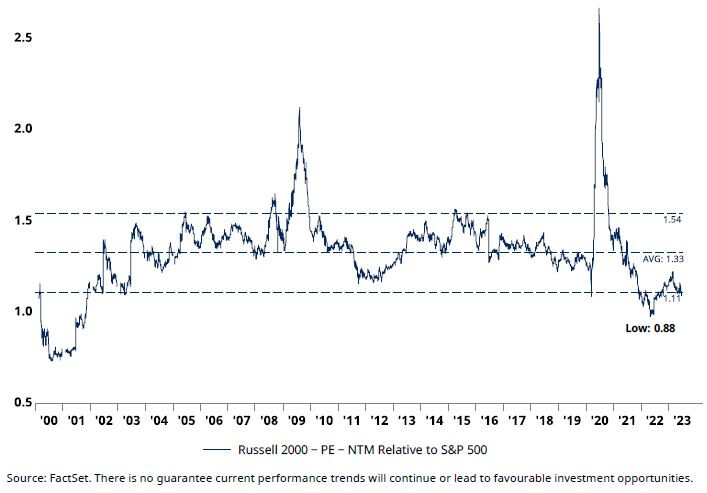 2.5
2.0
1.5
1.54
AVG: 1.33
1.11
1.0
Low: 0.88
0.5
'00 '01 '02 '03 '04 '05 '06 '07 '08 '09 '10 '11 '12 '13 '14 '15 '16 '17 '18 '19 '20 '21 '22 '23
Russell 2000 – PE – NTM Relative to S&P 500
Source: FactSet. There is no guarantee current performance trends will continue or lead to favourable investment opportunities.